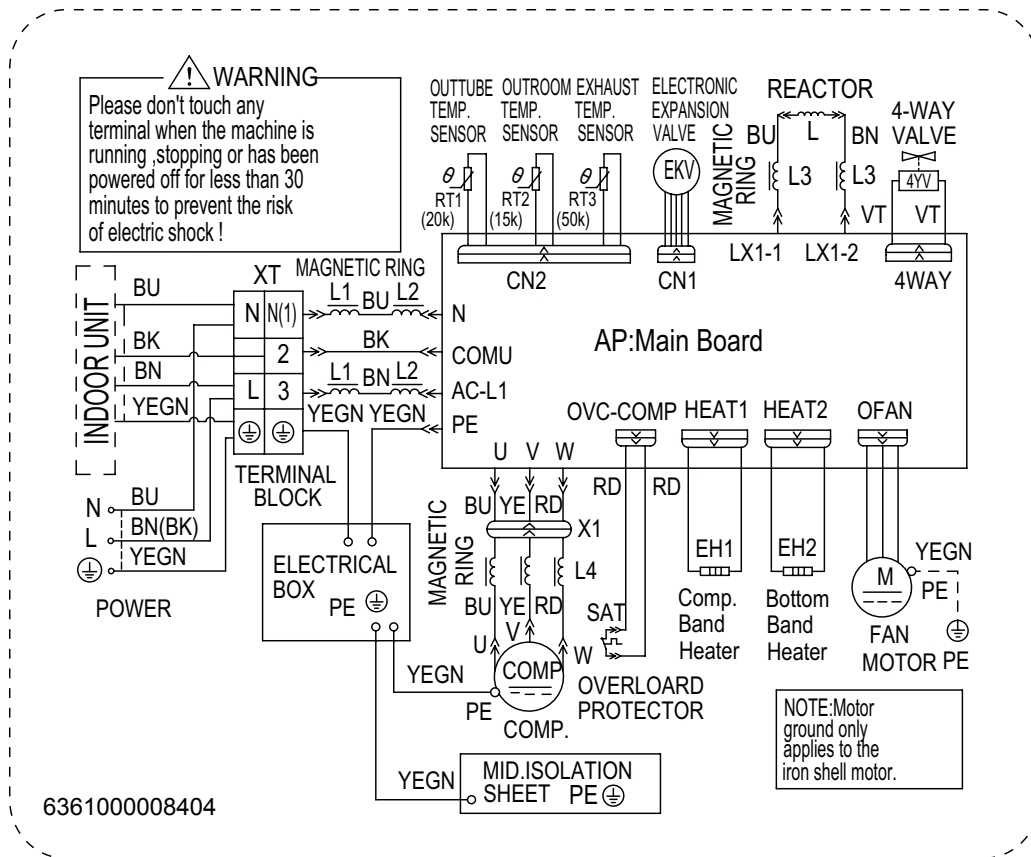 WARNING
Please don't touch any
terminal when the machine is
running ,stopping or has been
powered off for less than 30
minutes to prevent the risk
of electric shock !
OUTTUBE
TEMP.
SENSOR
OUTROOM
TEMP.
SENSOR
EXHAUST
TEMP.
SENSOR
ELECTRONIC
EXPANSION
VALVE
REACTOR
4-WAY
VALVE
θ
RT1
(20k)
θ
RT2
(15k)
θ
RT3
(50k)
EKV
MAGNETIC
RING
BU
L
BN
L3
L3
4YV
VT
VT
CN2
CN1
LX1-1
LX1-2
4WAY
INDOOR UNIT
BU
BK
BN
YEGN
XT
N
N(1)
2
L
3
TERMINAL
BLOCK
MAGNETIC RING
L1
BU
L2
N
BK
COMU
L1
BN
L2
AC-L1
YEGN
YEGN
PE
AP:Main Board
OVC-COMP
HEAT1
HEAT2
OFAN
U
V
W
RD
RD
N
BU
L
BN(BK)
YEGN
POWER
ELECTRICAL
BOX
PE
MAGNETIC
RING
BU
YE
RD
X1
L4
BU
YE
RD
U
V
W
COMP
PE
COMP.
YEGN
SAT
OVERLOARD
PROTECTOR
EH1
Comp.
Band
Heater
EH2
Bottom
Band
Heater
M
YEGN
PE
FAN
MOTOR
PE
NOTE:Motor
ground only
applies to the
iron shell motor.
YEGN
MID.ISOLATION
SHEET PE
6361000008404